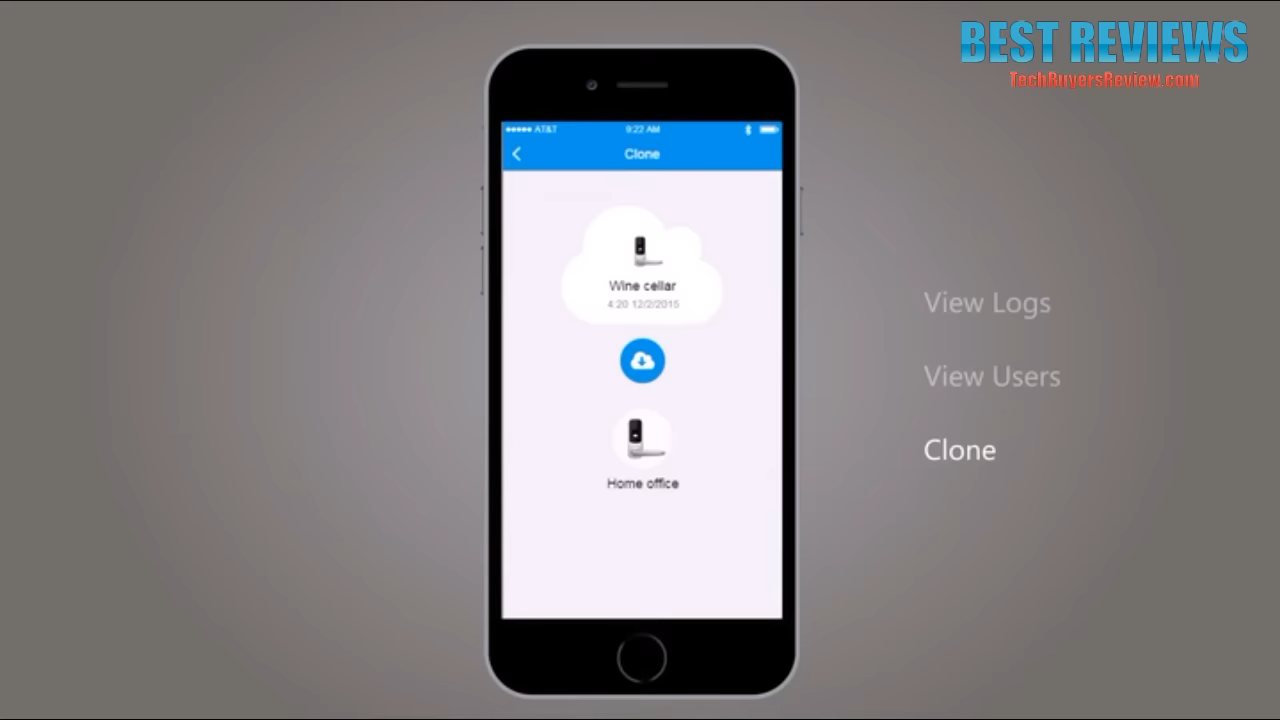 BEST REVIEWS
TechBuyersReview.com
AT&T 9:22 AM
Clone
Wine cellar
4:20 12/2/2015
Home office
View Logs
View Users
Clone